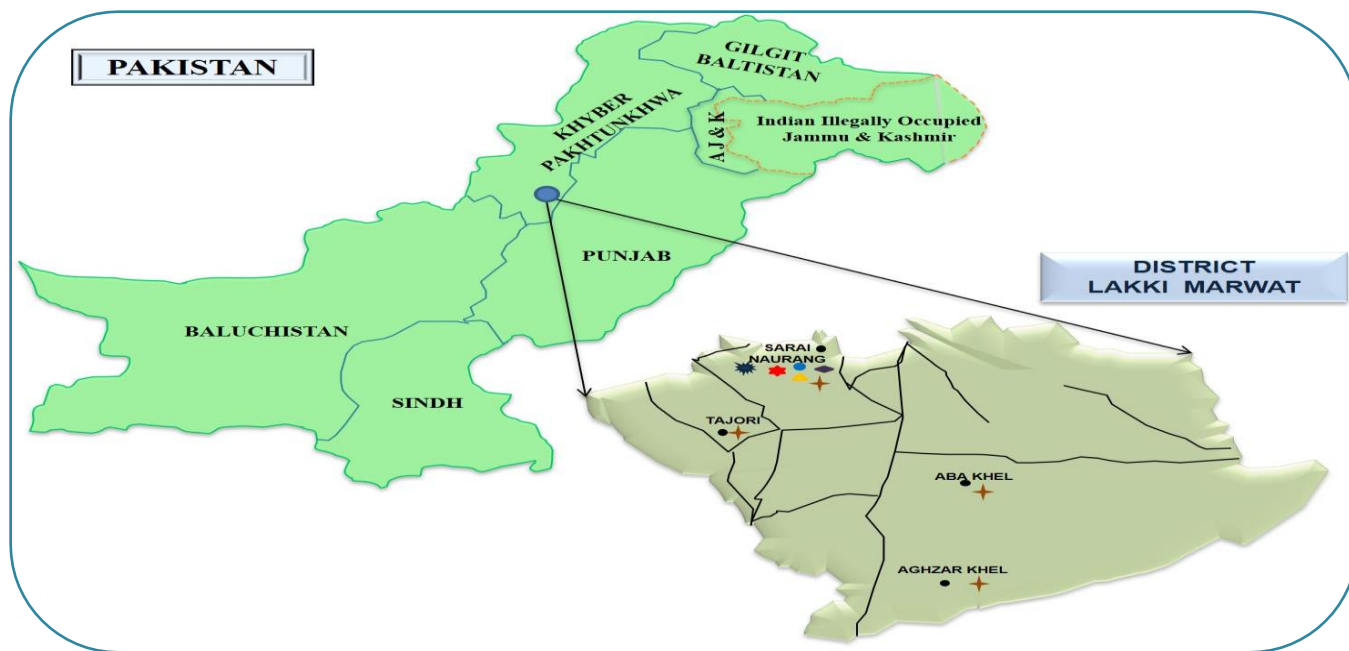 PAKISTAN
GILGIT
BALTISTAN
KHYBER
PAKHTUNKHWA
AJ&K
Indian Illegally Occupied
Jammu & Kashmir
PUNJAB
BALUCHISTAN
SINDH
DISTRICT
LAKKI MARWAT
SARAI
NAURANG
TAJORI
ABA KHEL
AGHZAR KHEL